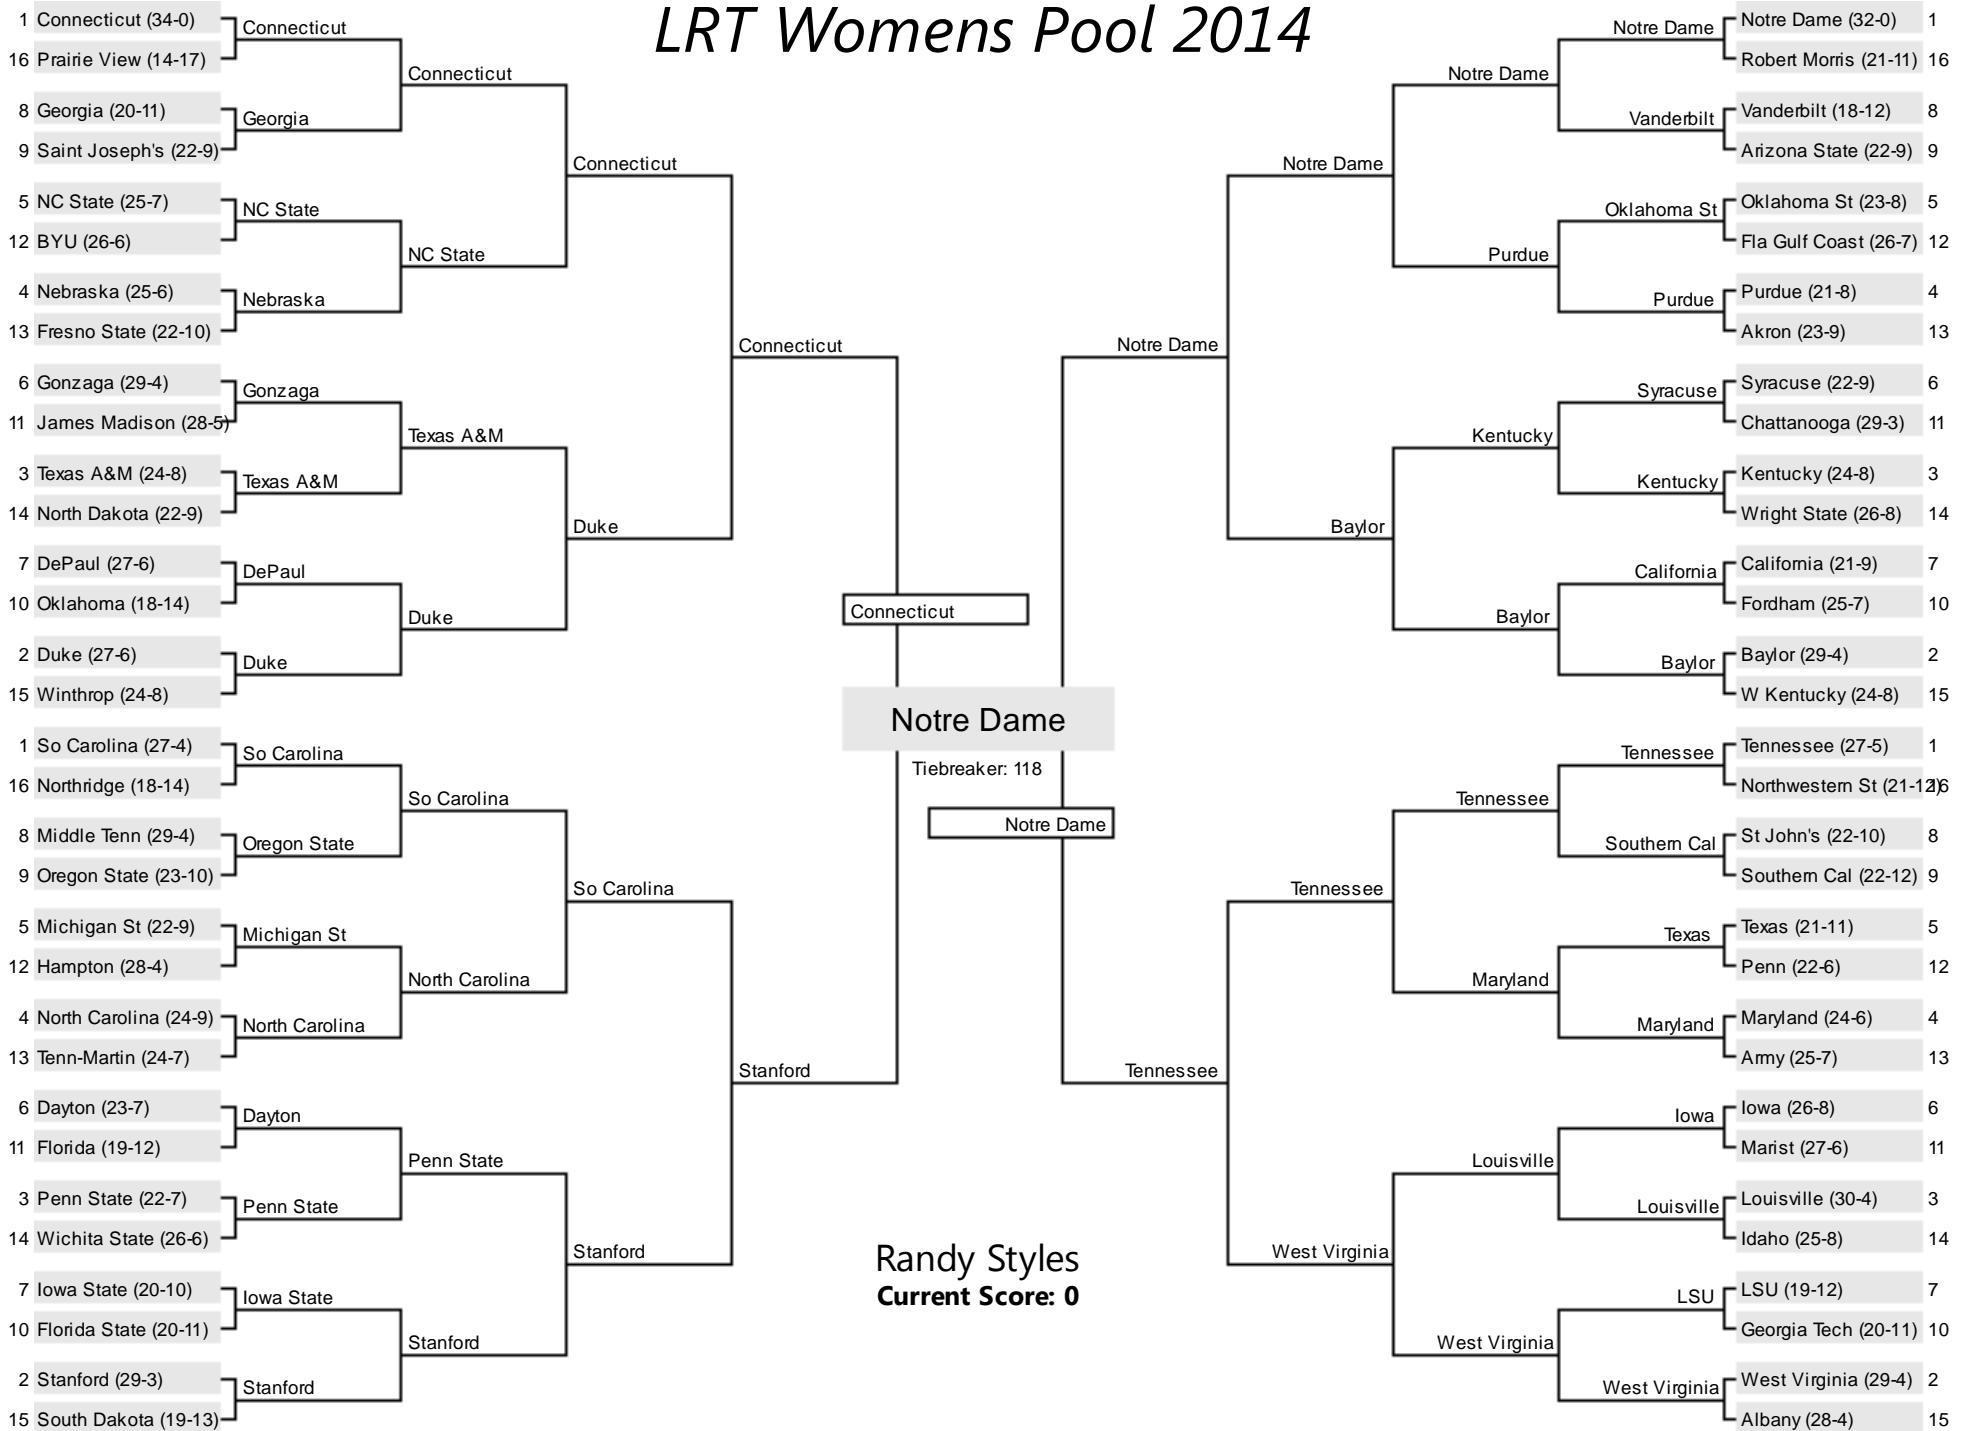 LRT Womens Pool 2014
1 Connecticut (34-0)
16 Prairie View (14-17)
8 Georgia (20-11)
9 Saint Joseph's (22-9)
5 NC State (25-7)
12 BYU (26-6)
4 Nebraska (25-6)
13 Fresno State (22-10)
6 Gonzaga (29-4)
11 James Madison (28-5)
3 Texas A&M (24-8)
14 North Dakota (22-9)
7 DePaul (27-6)
10 Oklahoma (18-14)
2 Duke (27-6)
15 Winthrop (24-8)
1 So Carolina (27-4)
16 Northridge (18-14)
8 Middle Tenn (29-4)
9 Oregon State (23-10)
5 Michigan St (22-9)
12 Hampton (28-4)
4 North Carolina (24-9)
13 Tenn-Martin (24-7)
6 Dayton (23-7)
11 Florida (19-12)
3 Penn State (22-7)
14 Wichita State (26-6)
7 Iowa State (20-10)
10 Florida State (20-11)
2 Stanford (29-3)
15 South Dakota (19-13)
Connecticut
Georgia
NC State
Nebraska
Gonzaga
Texas A&M
DePaul
Duke
So Carolina
Oregon State
Michigan St
North Carolina
Dayton
Penn State
Iowa State
Stanford
Connecticut
NC State
Texas A&M
Duke
So Carolina
North Carolina
Penn State
Stanford
Connecticut
Duke
So Carolina
Stanford
Connecticut
Stanford
Connecticut
Notre Dame
Tiebreaker: 118
Notre Dame
Randy Styles
Current Score: 0
Notre Dame
Tennessee
Notre Dame
Baylor
Tennessee
West Virginia
Notre Dame
Purdue
Kentucky
Baylor
Tennessee
Maryland
Louisville
West Virginia
Notre Dame
Vanderbilt
Oklahoma St
Purdue
Syracuse
Kentucky
California
Baylor
Tennessee
Southern Cal
Texas
Maryland
Iowa
Louisville
LSU
West Virginia
Notre Dame (32-0) 1
Robert Morris (21-11) 16
Vanderbilt (18-12) 8
Arizona State (22-9) 9
Oklahoma St (23-8) 5
Fla Gulf Coast (26-7) 12
Purdue (21-8) 4
Akron (23-9) 13
Syracuse (22-9) 6
Chattanooga (29-3) 11
Kentucky (24-8) 3
Wright State (26-8) 14
California (21-9) 7
Fordham (25-7) 10
Baylor (29-4) 2
W Kentucky (24-8) 15
Tennessee (27-5) 1
Northwestern St (21-12) 16
St John's (22-10) 8
Southern Cal (22-12) 9
Texas (21-11) 5
Penn (22-6) 12
Maryland (24-6) 4
Army (25-7) 13
Iowa (26-8) 6
Marist (27-6) 11
Louisville (30-4) 3
Idaho (25-8) 14
LSU (19-12) 7
Georgia Tech (20-11) 10
West Virginia (29-4) 2
Albany (28-4) 15